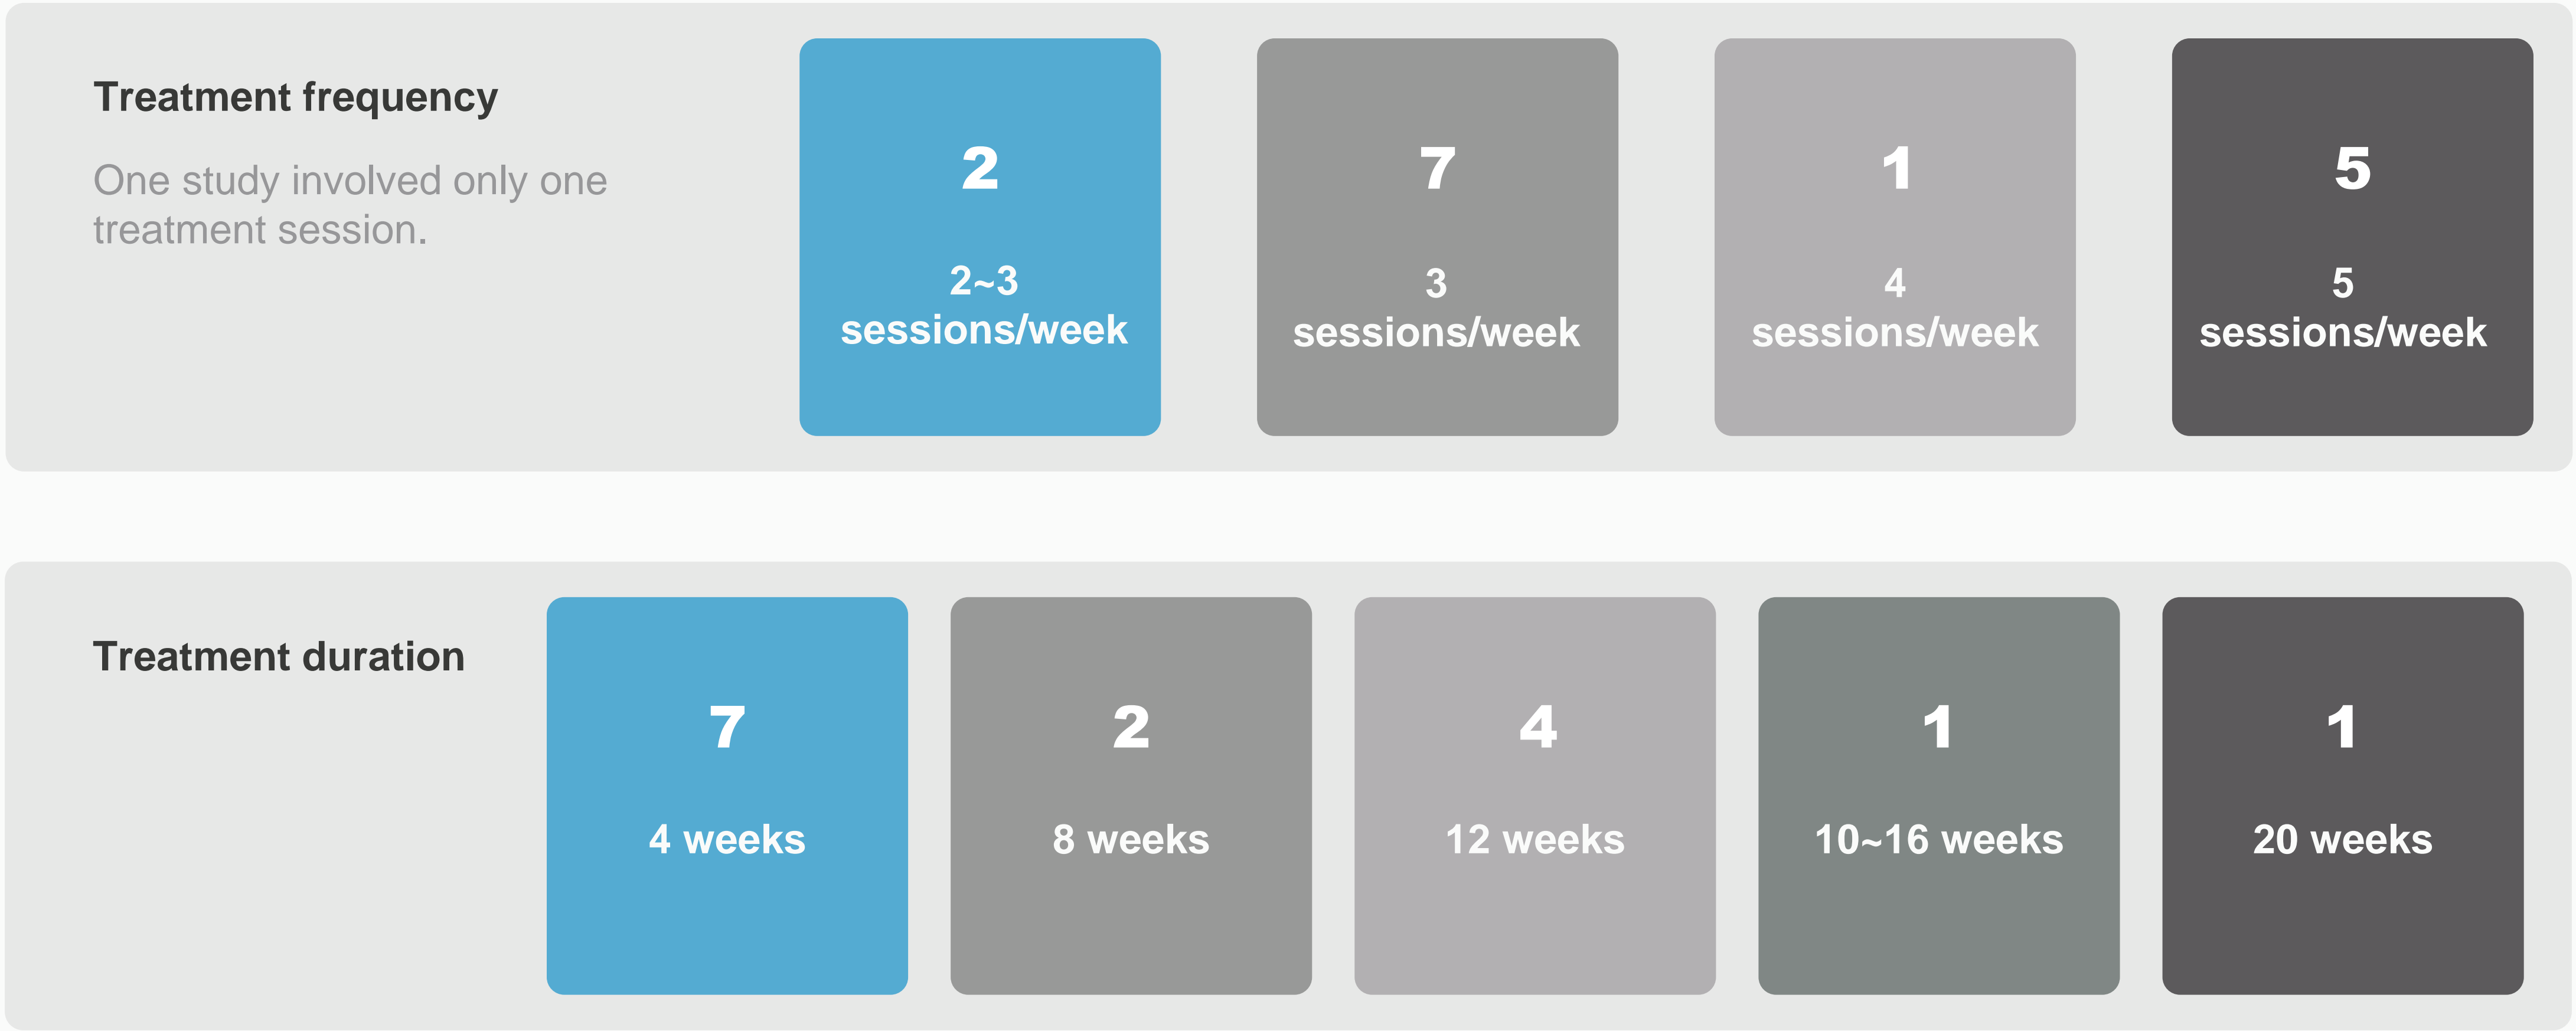 Treatment frequency
One study involved only one
treatment session.
2
2~3
sessions/week
7
3
sessions/week
1
4
sessions/week
5
5
sessions/week
Treatment duration
7
4 weeks
2
8 weeks
4
12 weeks
1
10~16 weeks
1
20 weeks